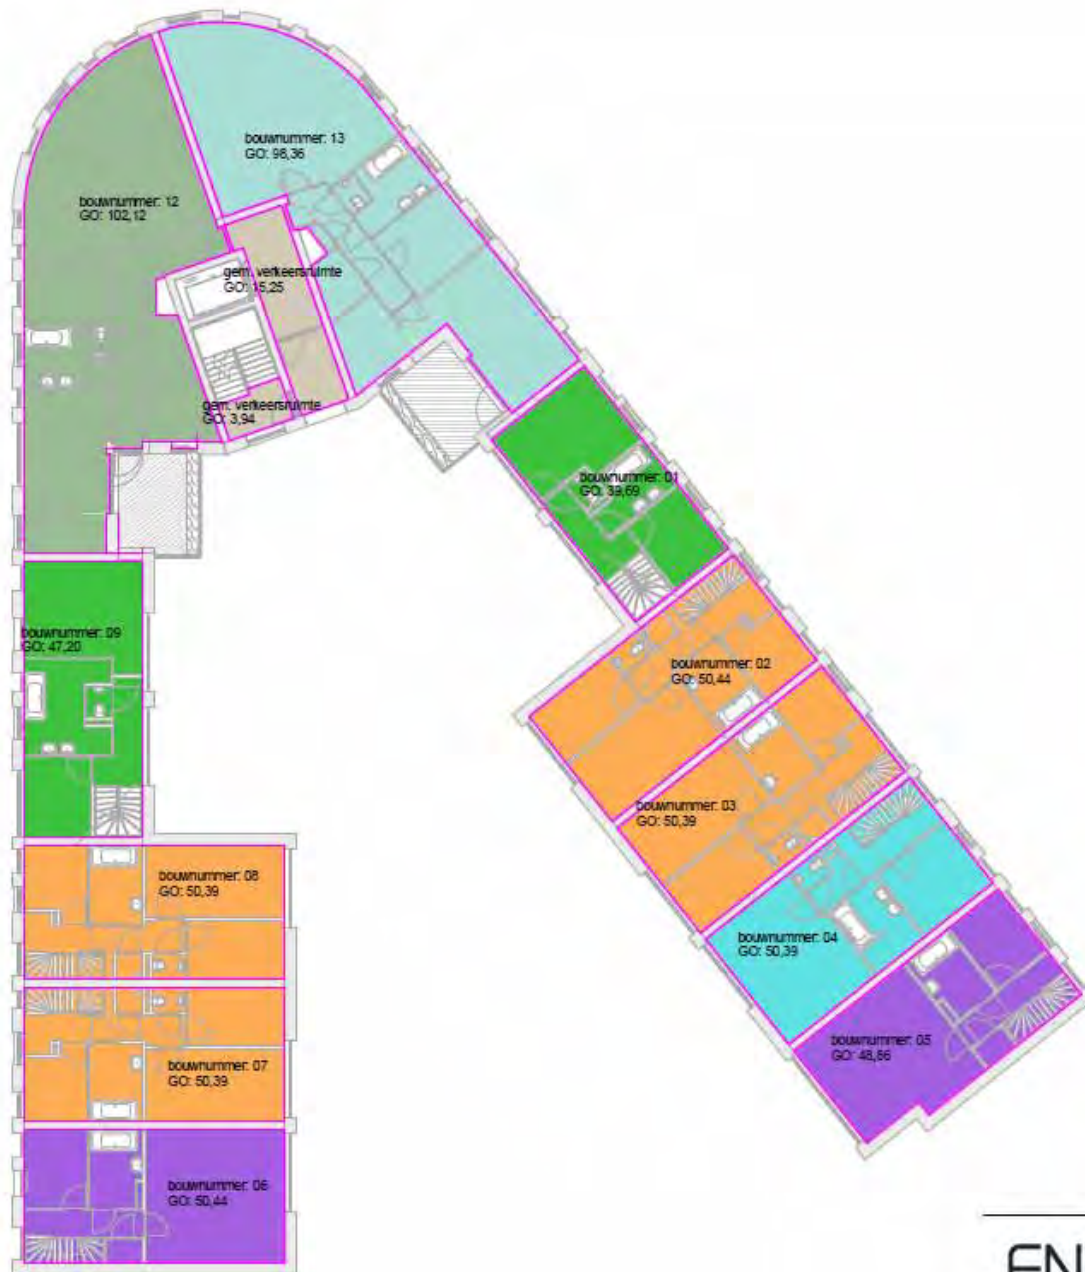 bouwnummer: 13
GO: 98,36
bouwnummer: 12
GO: 102,12
gem. verkeersruimte
GO: 15,25
gem. verkeersruimte
GO: 3,94
bouwnummer: 01
GO: 39,69
bouwnummer: 09
GO: 47,20
bouwnummer: 02
GO: 50,44
bouwnummer: 03
GO: 50,39
bouwnummer: 08
GO: 50,39
bouwnummer: 04
GO: 50,39
bouwnummer: 05
GO: 48,86
bouwnummer: 07
GO: 50,39
bouwnummer: 06
GO: 50,44